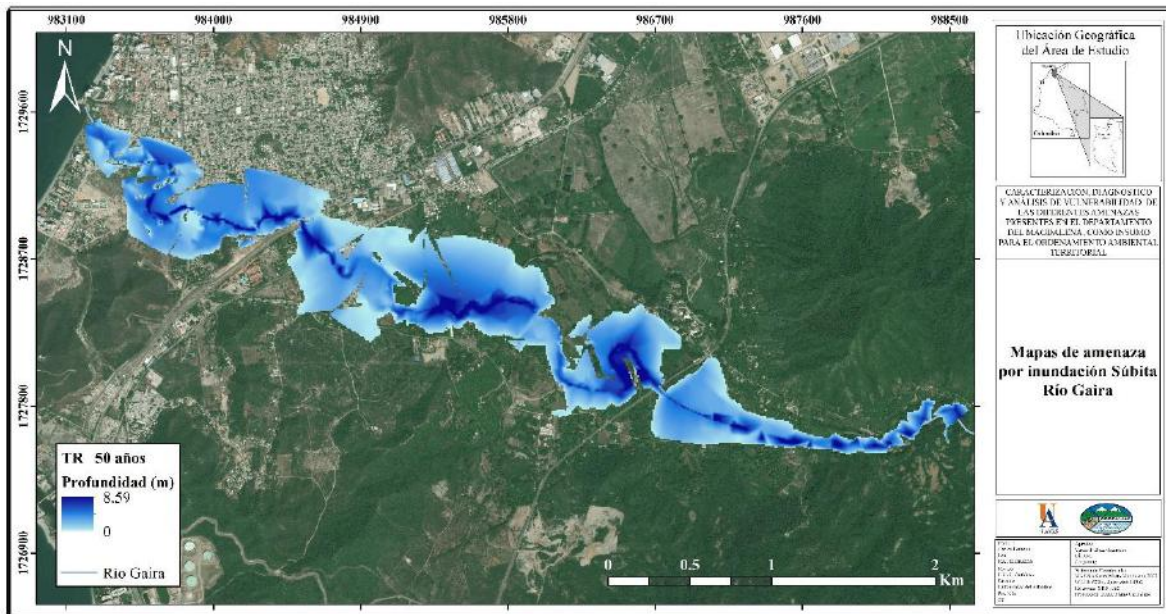 983100 984000 984900 985800 986700 987600 988500
N
1729600
1728700
1727800
1726900
TR 50 años
Profundidad (m)
8.59
0
Río Gaira
0 0.5 1 2
Km
Ubicación Geográfica
del Área de Estudio
Colombia
CARACTERIZACIÓN, DIAGNOSTICO
Y ANÁLISIS DE VULNERABILIDAD DE
LAS DIFERENTES AMENAZAS
PRESENTES EN EL DEPARTAMENTO
DEL MAGDALENA, COMO INSUMO
PARA EL ORDENAMIENTO AMBIENTAL
TERRITORIAL
Mapas de amenaza
por inundación Súbita
Río Gaira